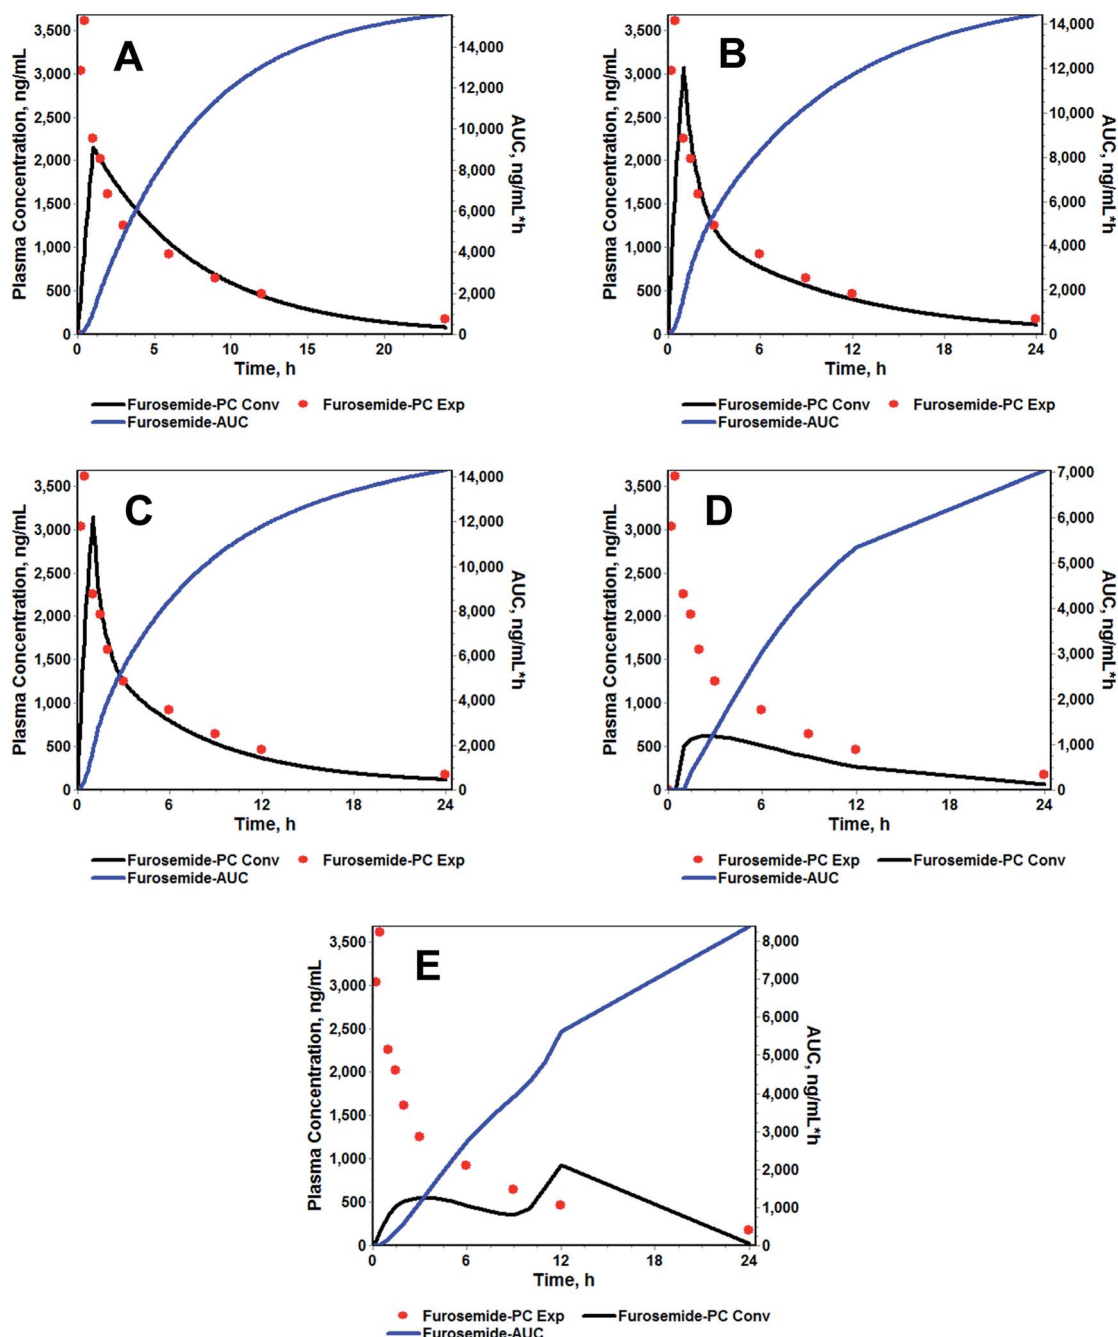 A
B
3,500
3,000
2,500
2,000
1,500
1,000
500
0
Plasma Concentration, ng/mL
14,000
12,000
10,000
8,000
6,000
4,000
2,000
0
AUC, ng/mL*h
0 5 10 15 20
Time, h
Furosemide-PC Conv Furosemide-PC Exp
Furosemide-AUC
3,500
3,000
2,500
2,000
1,500
1,000
500
0
Plasma Concentration, ng/mL
14,000
12,000
10,000
8,000
6,000
4,000
2,000
0
AUC, ng/mL*h
0 6 12 18 24
Time, h
Furosemide-PC Conv Furosemide-PC Exp
Furosemide-AUC
C
3,500
3,000
2,500
2,000
1,500
1,000
500
0
Plasma Concentration, ng/mL
14,000
12,000
10,000
8,000
6,000
4,000
2,000
0
AUC, ng/mL*h
0 6 12 18 24
Time, h
Furosemide-PC Conv Furosemide-PC Exp
Furosemide-AUC
D
3,500
3,000
2,500
2,000
1,500
1,000
500
0
Plasma Concentration, ng/mL
7,000
6,000
5,000
4,000
3,000
2,000
1,000
0
AUC, ng/mL*h
0 6 12 18 24
Time, h
Furosemide-PC Exp Furosemide-PC Conv
Furosemide-AUC
E
3,500
3,000
2,500
2,000
1,500
1,000
500
0
Plasma Concentration, ng/mL
8,000
7,000
6,000
5,000
4,000
3,000
2,000
1,000
0
AUC, ng/mL*h
0 6 12 18 24
Time, h
Furosemide-PC Exp Furosemide-PC Conv
Furosemide-AUC